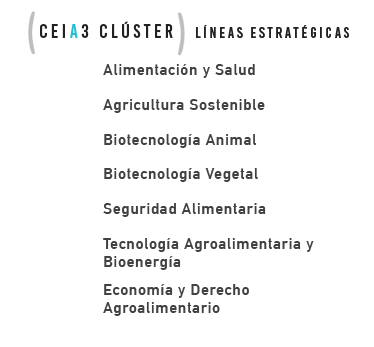 (CEIA3 CLÚSTER) LÍNEAS ESTRATÉGICAS
Alimentación y Salud
Agricultura Sostenible
Biotecnología Animal
Biotecnología Vegetal
Seguridad Alimentaria
Tecnología Agroalimentaria y
Bioenergía
Economía y Derecho
Agroalimentario